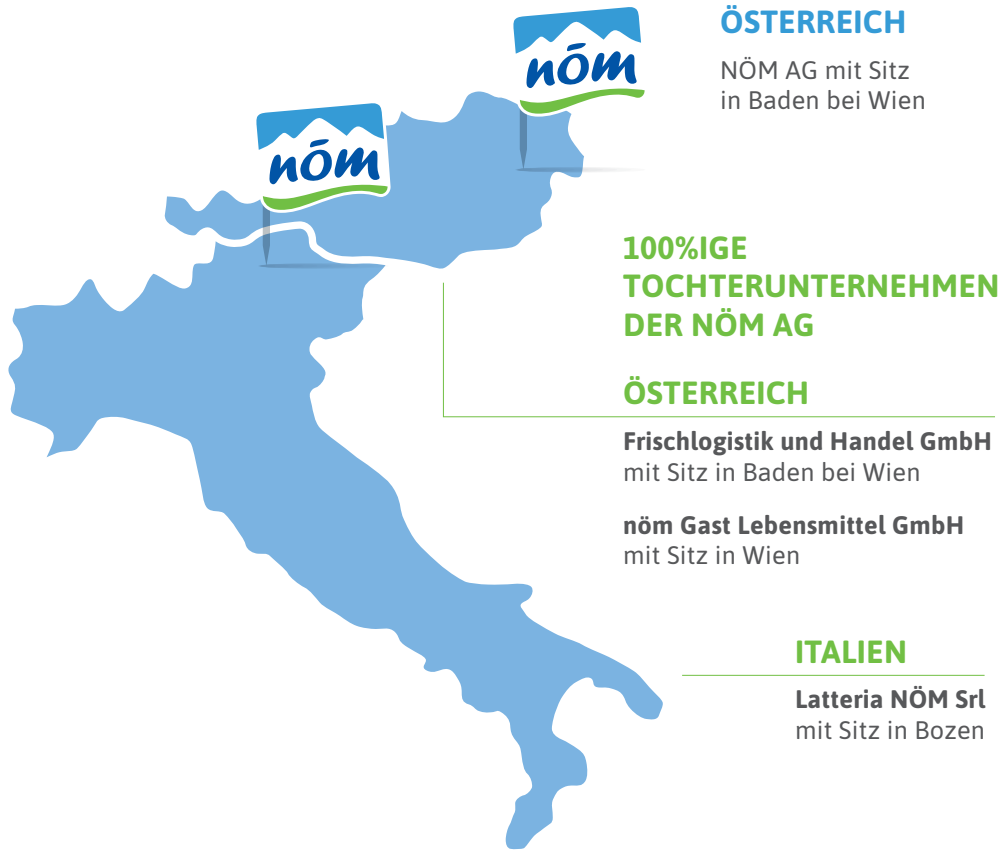 nöm
nöm
ÖSTERREICH
NÖM AG mit Sitz
in Baden bei Wien
100%IGE
TOCHTERUNTERNEHMEN
DER NÖM AG
ÖSTERREICH
Frischlogistik und Handel GmbH
mit Sitz in Baden bei Wien
nöm Gast Lebensmittel GmbH
mit Sitz in Wien
ITALIEN
Latteria NÖM Srl
mit Sitz in Bozen